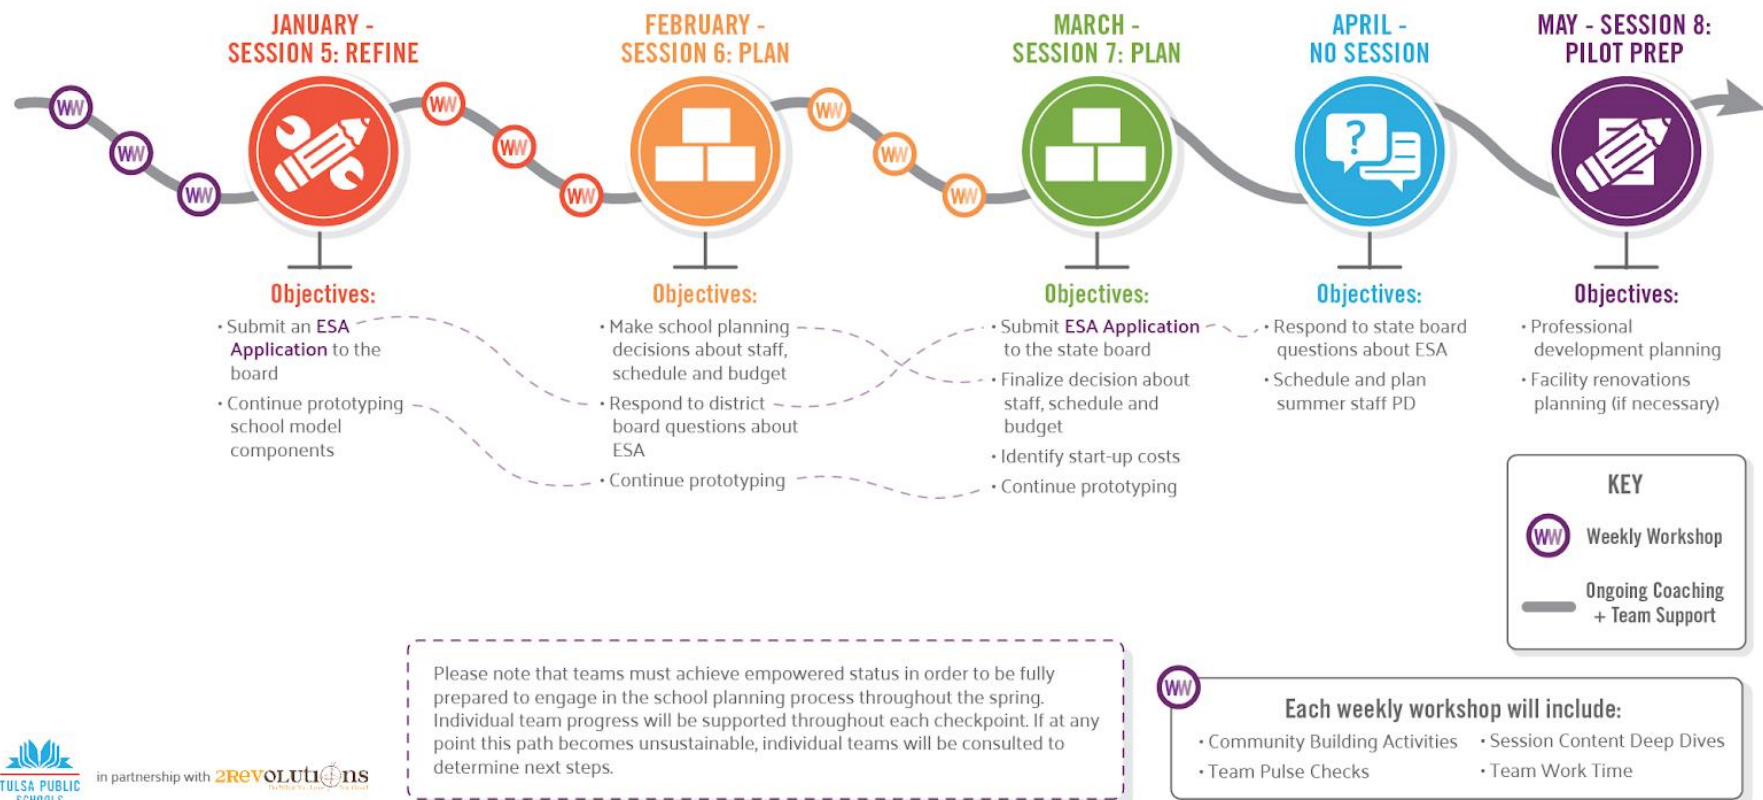 JANUARY -
SESSION 5: REFINE
FEBRUARY -
SESSION 6: PLAN
MARCH -
SESSION 7: PLAN
APRIL -
NO SESSION
MAY - SESSION 8:
PILOT PREP
WW
WW
WW
WW
WW
WW
WW
WW
WW
?
Objectives:
• Submit an ESA
Application to the
board
• Continue prototyping
school model
components
Objectives:
• Make school planning
decisions about staff,
schedule and budget
• Respond to district
board questions about
ESA
• Continue prototyping
Objectives:
• Submit ESA Application
to the state board
• Finalize decision about
staff, schedule and
budget
• Identify start-up costs
• Continue prototyping
Objectives:
• Respond to state board
questions about ESA
• Schedule and plan
summer staff PD
Objectives:
• Professional
development planning
• Facility renovations
planning (if necessary)
KEY
WW Weekly Workshop
Ongoing Coaching
+ Team Support
Please note that teams must achieve empowered status in order to be fully
prepared to engage in the school planning process throughout the spring.
Individual team progress will be supported throughout each checkpoint. If at any
point this path becomes unsustainable, individual teams will be consulted to
determine next steps.
WW
Each weekly workshop will include:
• Community Building Activities
• Team Pulse Checks
• Session Content Deep Dives
• Team Work Time
TULSA PUBLIC
SCHOOLS
in partnership with 2Revolutions